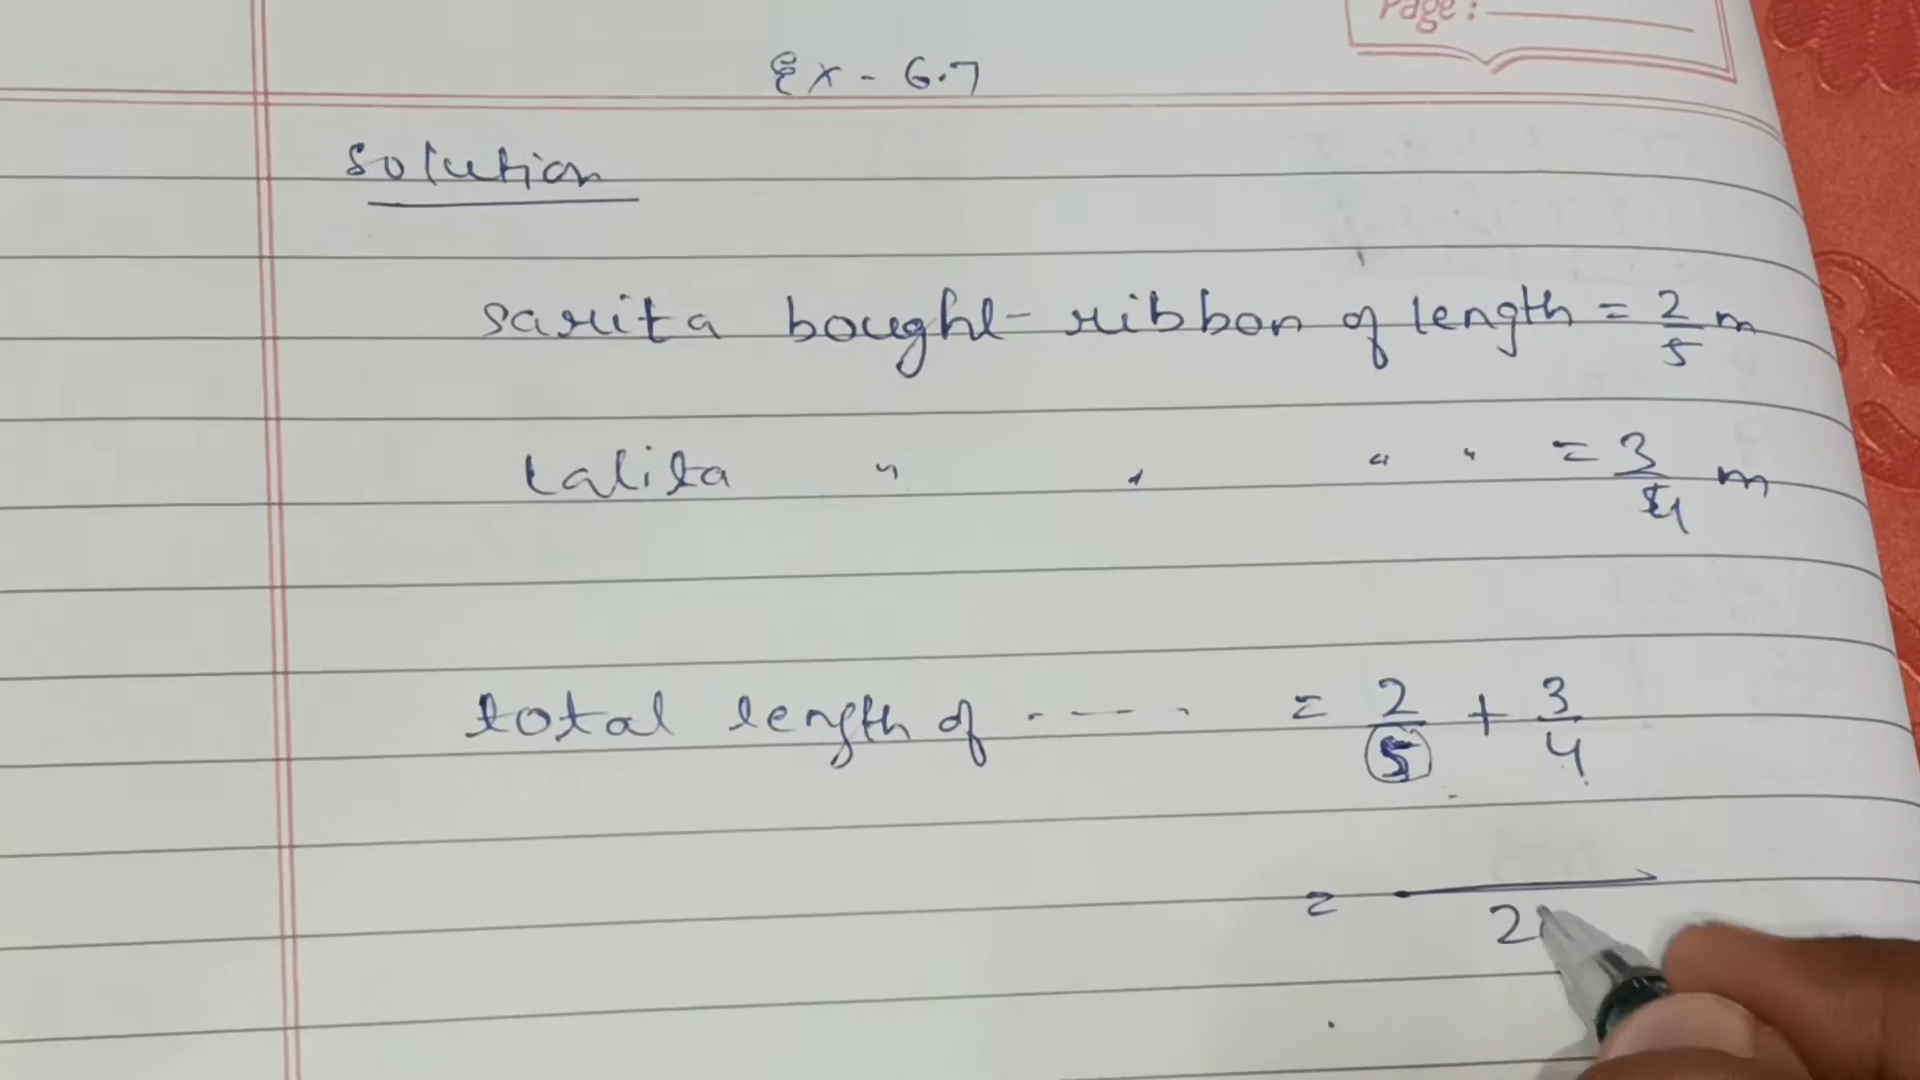 Page :
Ex - 6.7
Solution
Sarita bought ribbon of length = 2/5 m
Lalita " " " " = 3/4 m
total length of ----- = 2/5 + 3/4
= /2